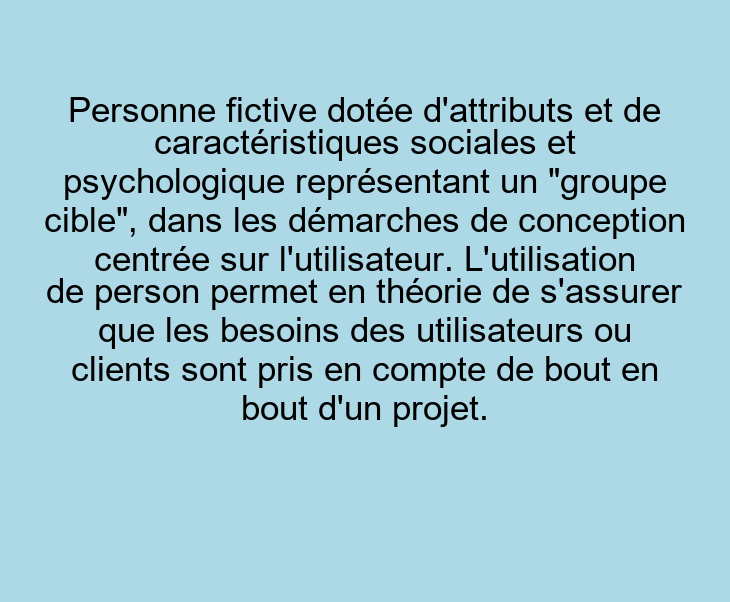 Personne fictive dotée d'attributs et de
caractéristiques sociales et
psychologique représentant un "groupe
cible", dans les démarches de conception
centrée sur l'utilisateur. L'utilisation
de person permet en théorie de s'assurer
que les besoins des utilisateurs ou
clients sont pris en compte de bout en
bout d'un projet.